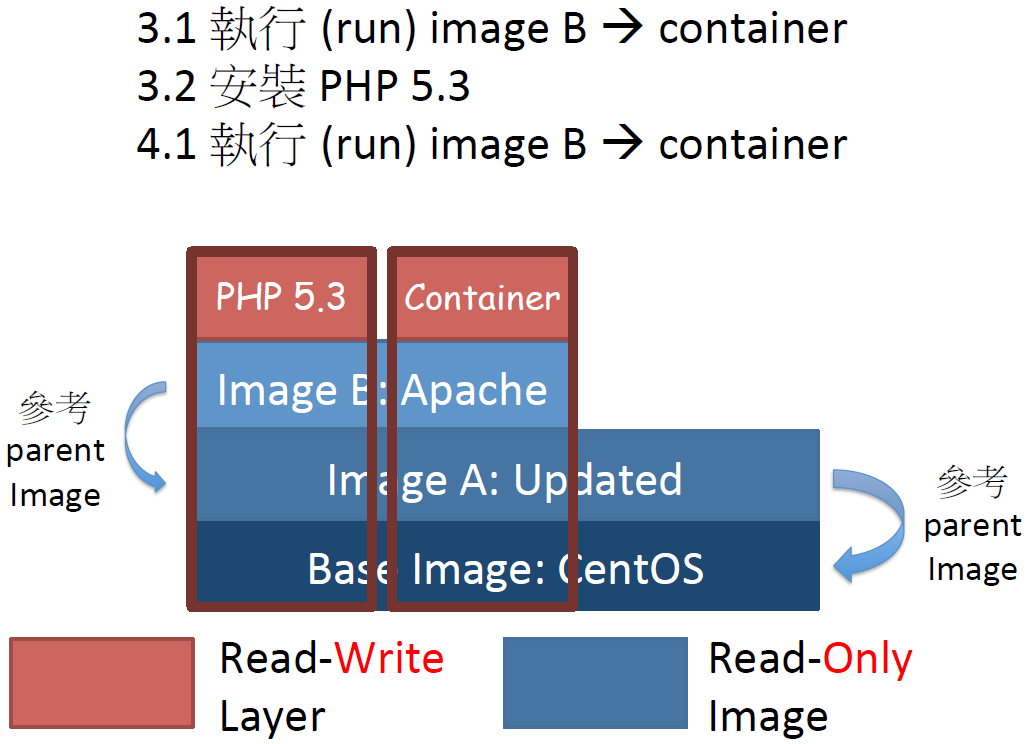 3.1 執行 (run) image B → container
3.2 安裝 PHP 5.3
4.1 執行 (run) image B → container
PHP 5.3
Container
Image B: Apache
Image A: Updated
Base Image: CentOS
參考
parent
Image
參考
parent
Image
Read-Write
Layer
Read-Only
Image